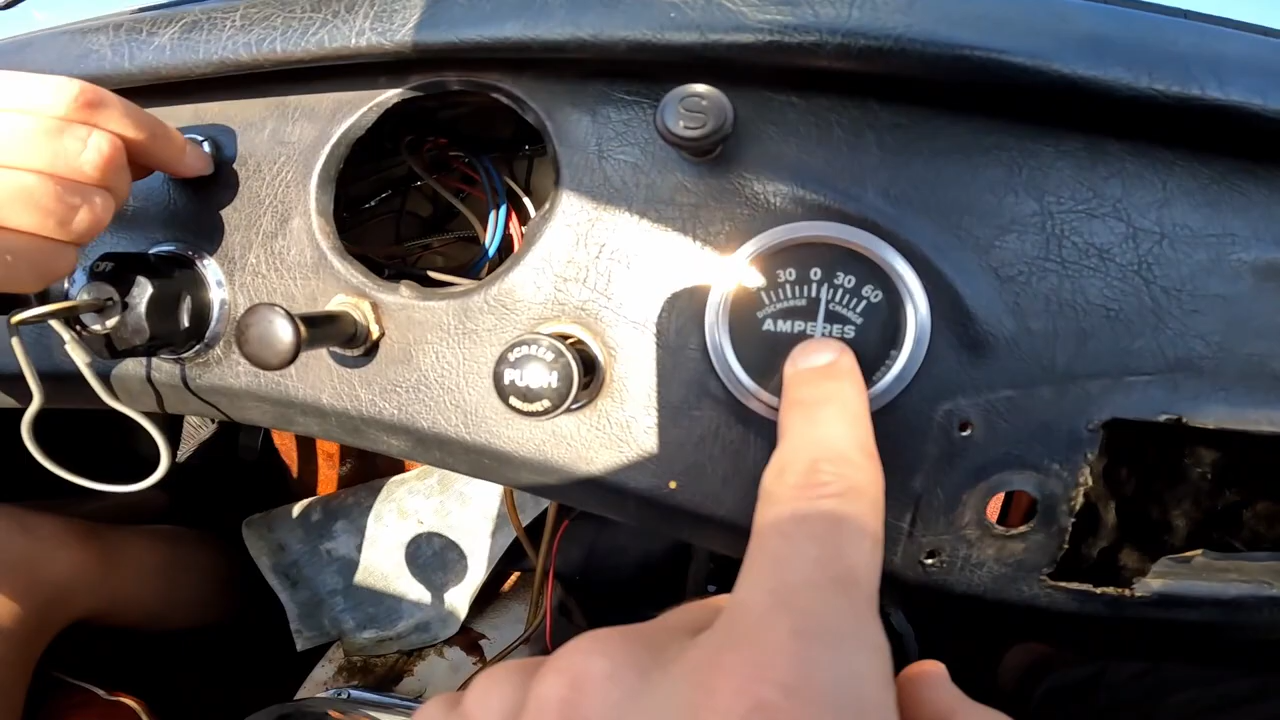 OFF
S
SCREEN
PUSH
WASHER
30 0 30 60
DISCHARGE CHARGE
AMPERES